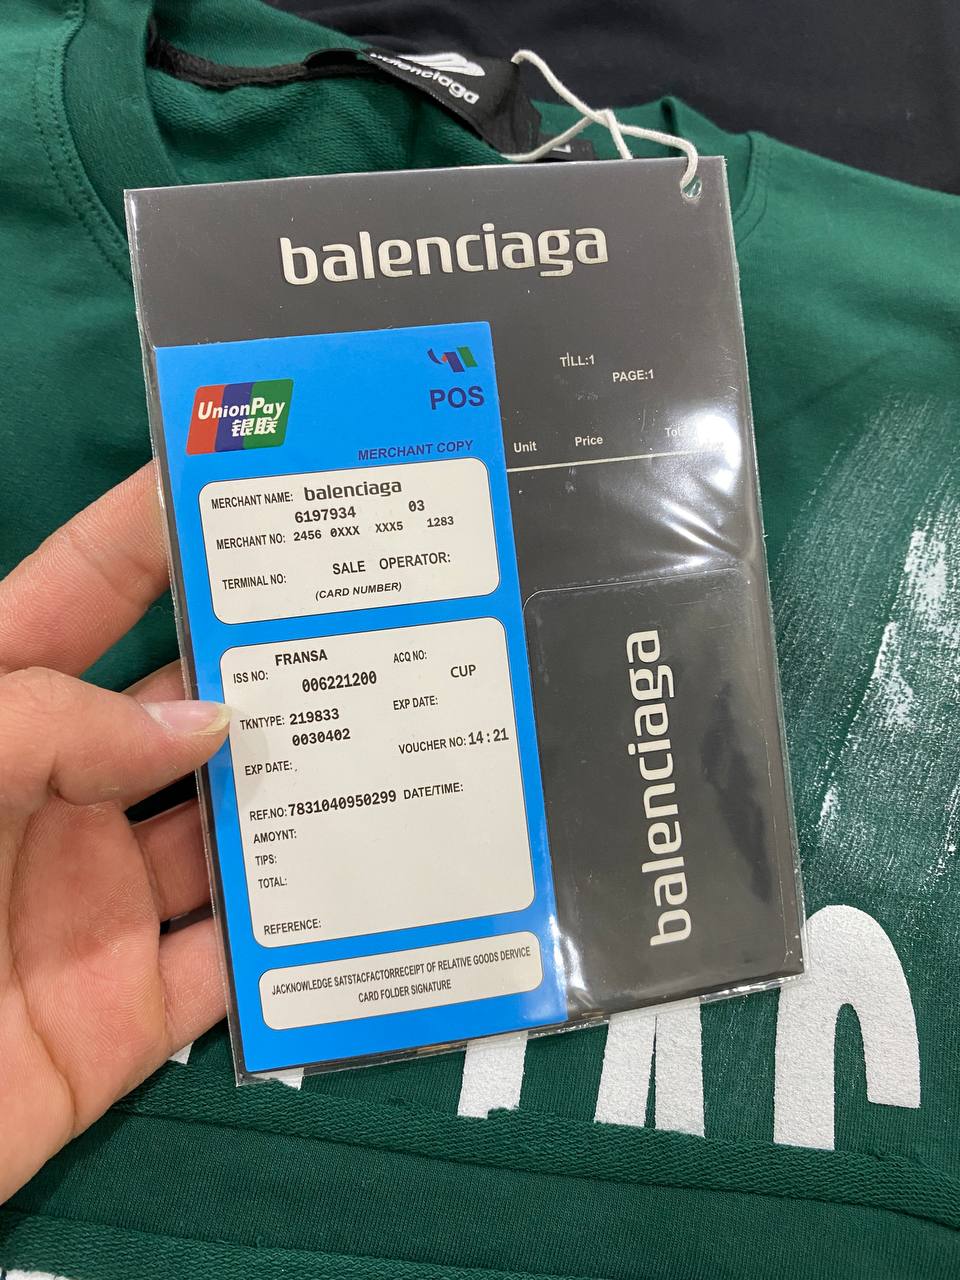 balenciaga
balenciaga
TILL:1
PAGE:1
Unit Price
UnionPay
银联
POS
MERCHANT COPY
MERCHANT NAME: balenciaga
6197934 03
MERCHANT NO: 2456 0XXX XXX5 1283
TERMINAL NO: SALE OPERATOR:
(CARD NUMBER)
FRANSA
ISS NO: ACQ NO:
006221200 CUP
TKNTYPE: 219833 EXP DATE:
0030402
EXP DATE: VOUCHER NO: 14:21
REF.NO: 7831040950299 DATE/TIME:
AMOYNT:
TIPS:
TOTAL:
REFERENCE:
JACKNOWLEDGE SATSTACFACTORRECEIPT OF RELATIVE GOODS DERVICE
CARD FOLDER SIGNATURE
balenciaga